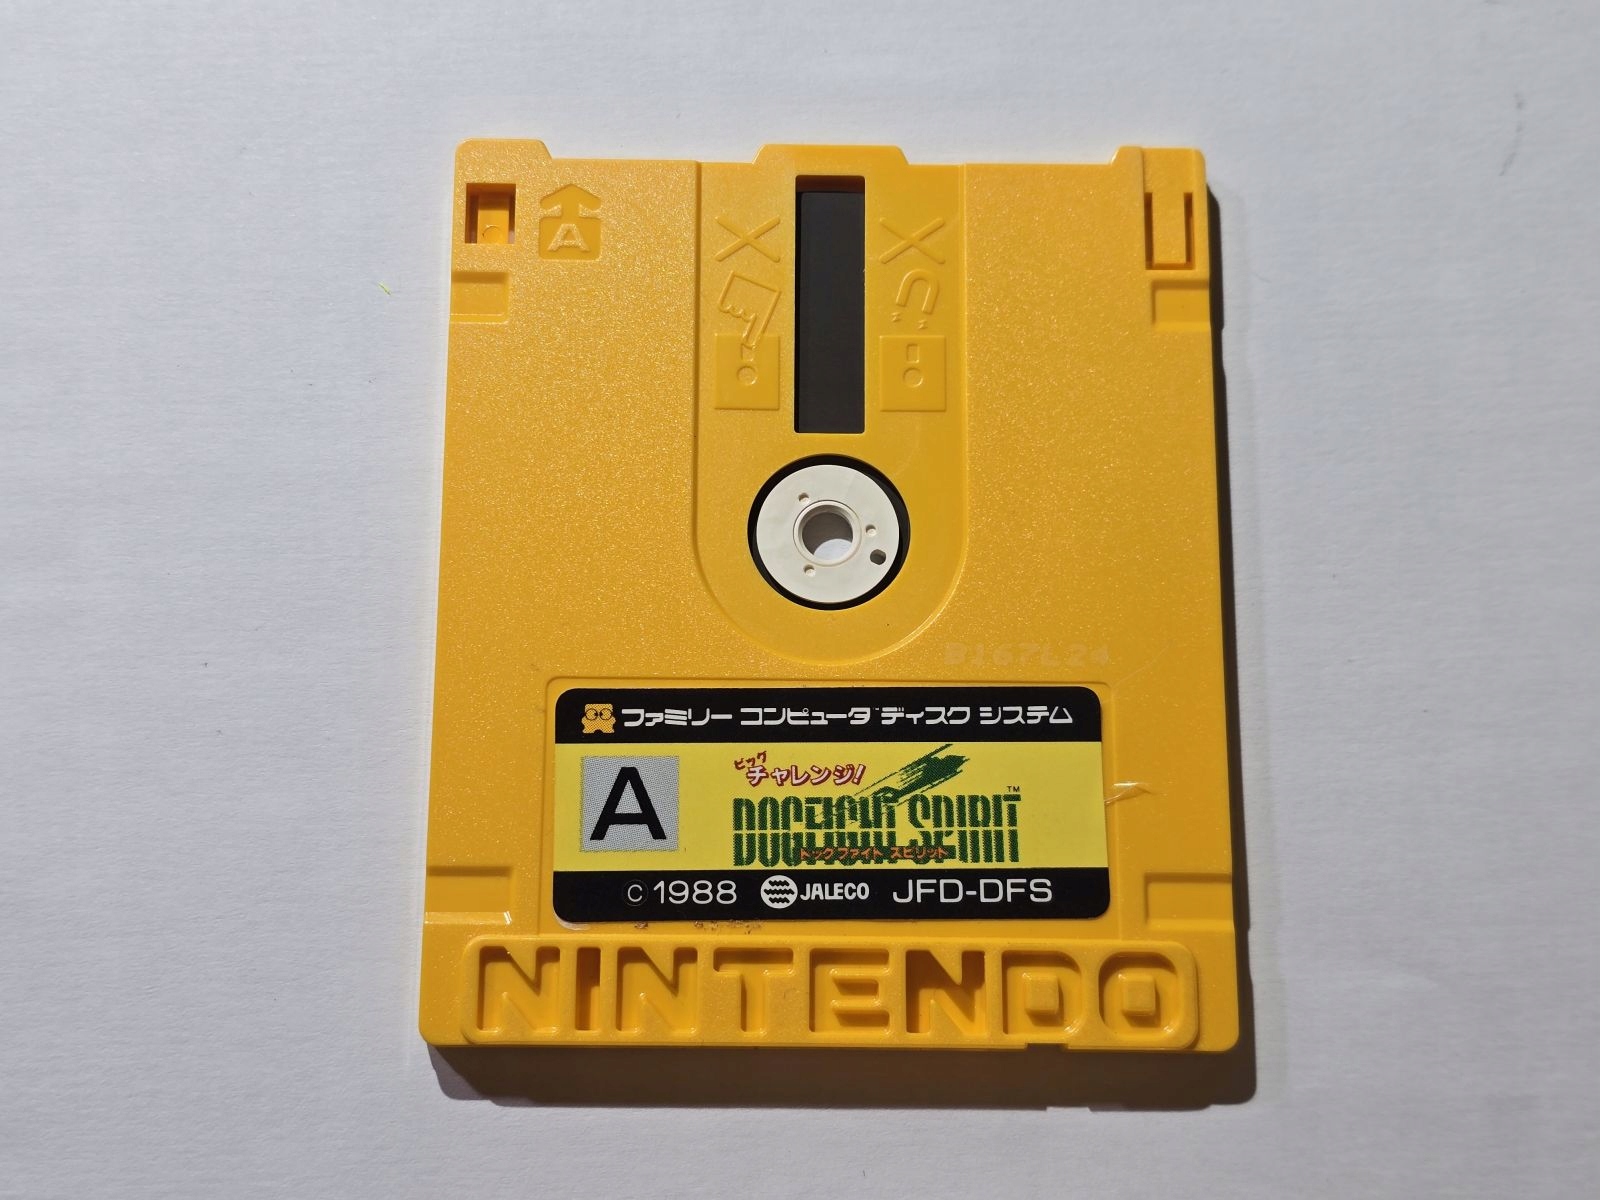 A
B167L24
ファミリー コンピュータ ディスク システム
A
ビッグ
チャレンジ!
DOGFIGHT SPIRIT™
ドッグファイト スピリット
©1988 JALECO JFD-DFS
NINTENDO